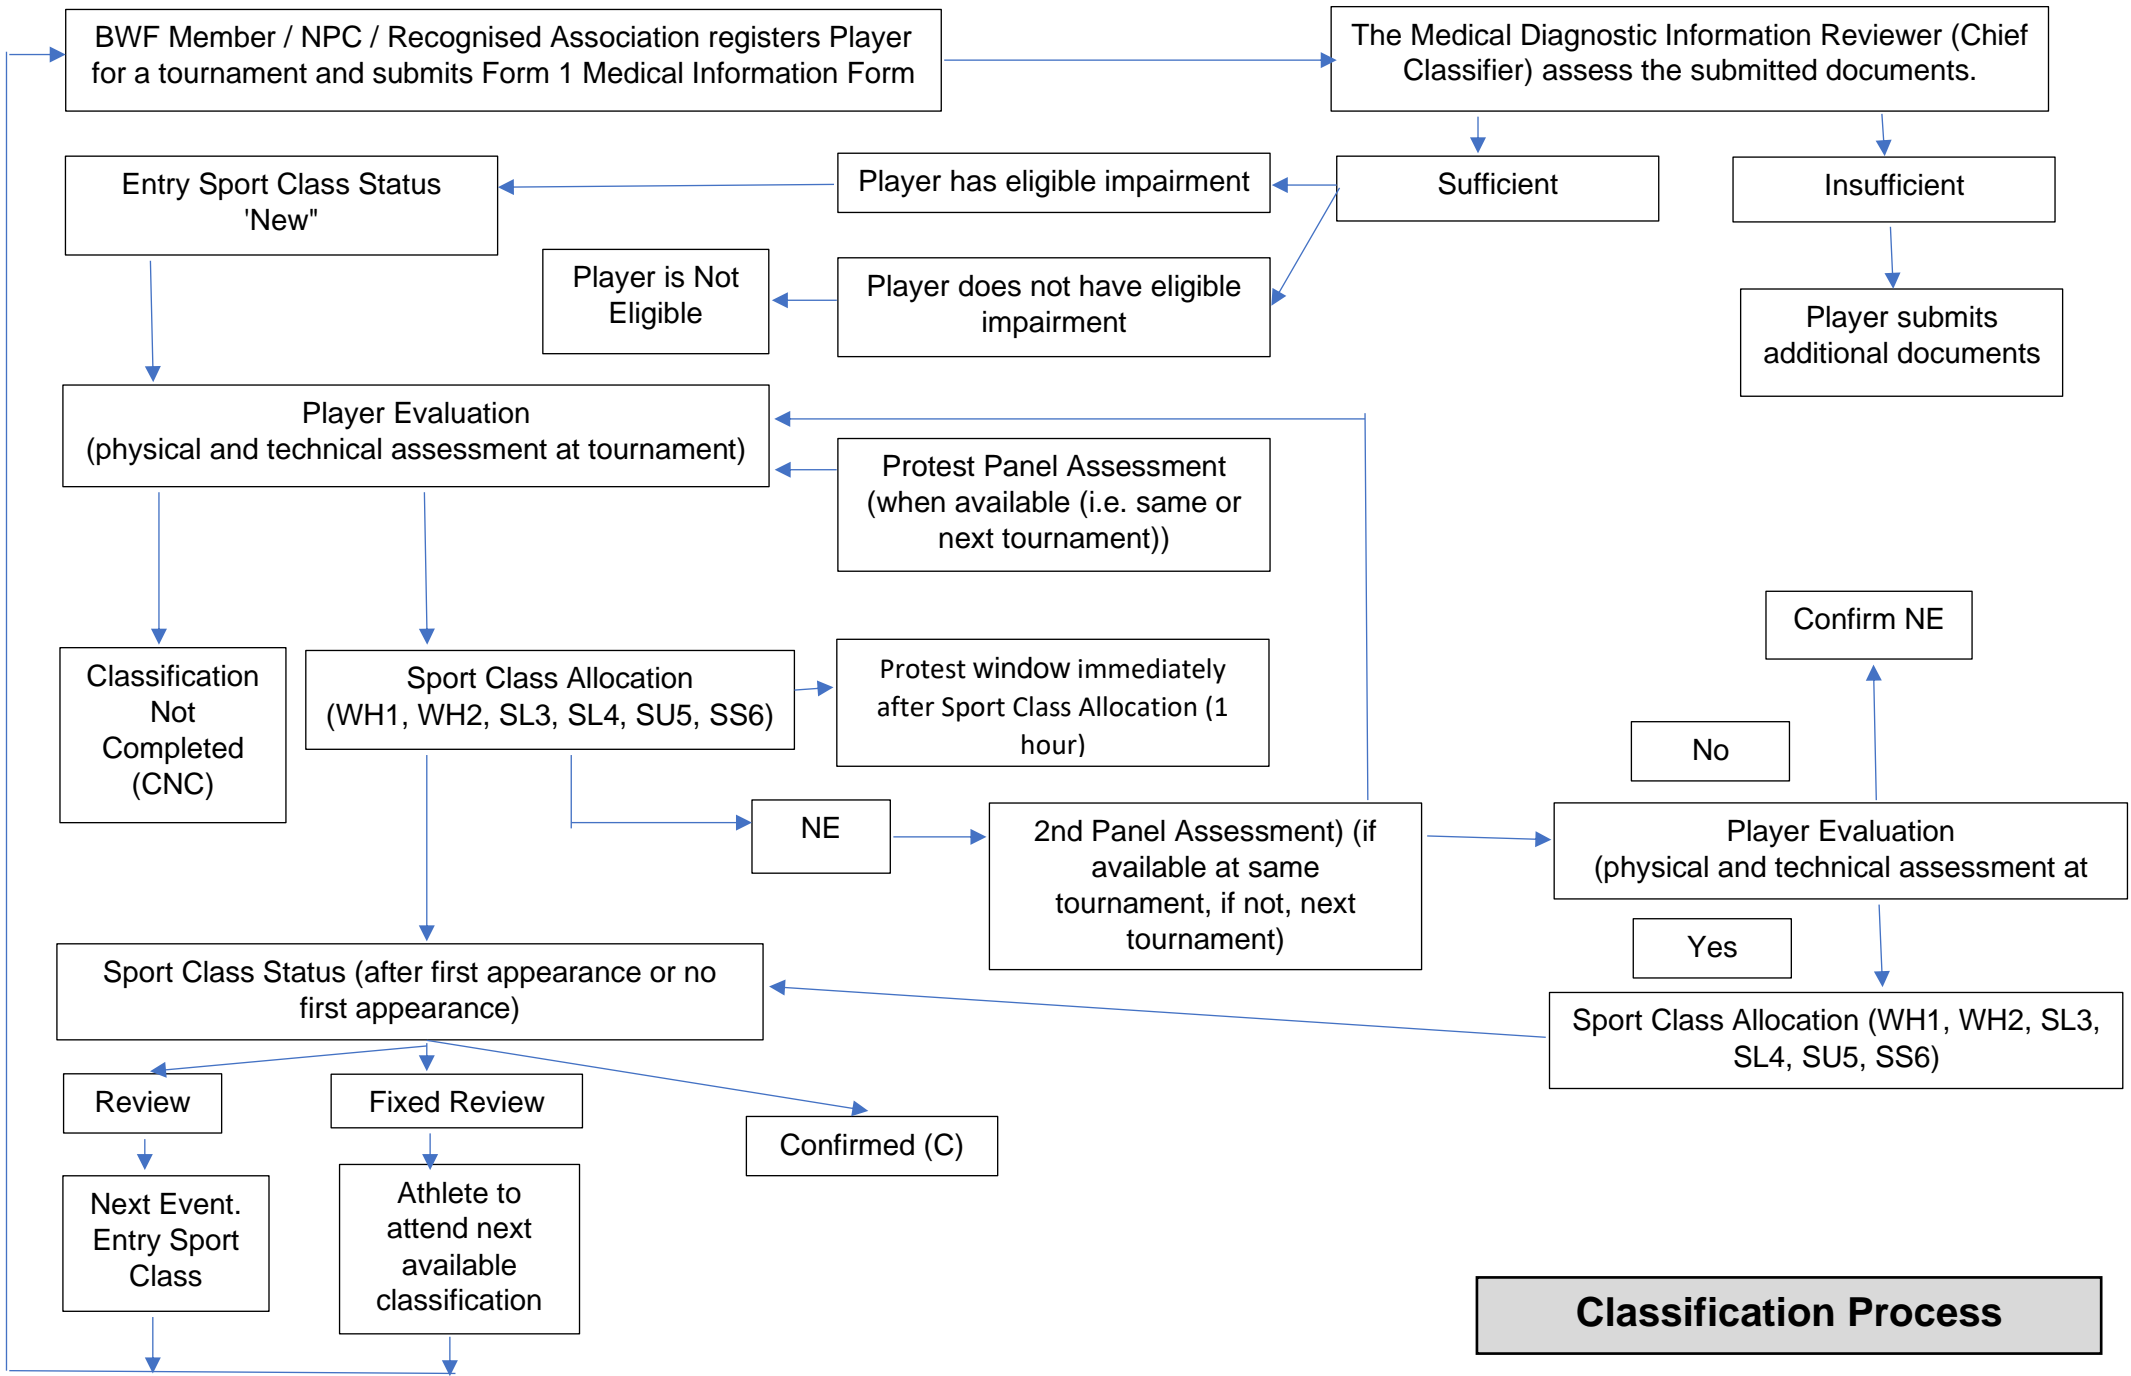 BWF Member / NPC / Recognised Association registers Player
for a tournament and submits Form 1 Medical Information Form
The Medical Diagnostic Information Reviewer (Chief
Classifier) assess the submitted documents.
Entry Sport Class Status
'New"
Player has eligible impairment
Sufficient
Insufficient
Player is Not
Eligible
Player does not have eligible
impairment
Player submits
additional documents
Player Evaluation
(physical and technical assessment at tournament)
Protest Panel Assessment
(when available (i.e. same or
next tournament))
Confirm NE
Classification
Not
Completed
(CNC)
Sport Class Allocation
(WH1, WH2, SL3, SL4, SU5, SS6)
Protest window immediately
after Sport Class Allocation (1
hour)
No
NE
2nd Panel Assessment) (if
available at same
tournament, if not, next
tournament)
Player Evaluation
(physical and technical assessment at
Yes
Sport Class Status (after first appearance or no
first appearance)
Sport Class Allocation (WH1, WH2, SL3,
SL4, SU5, SS6)
Review
Fixed Review
Confirmed (C)
Next Event.
Entry Sport
Class
Athlete to
attend next
available
classification
Classification Process